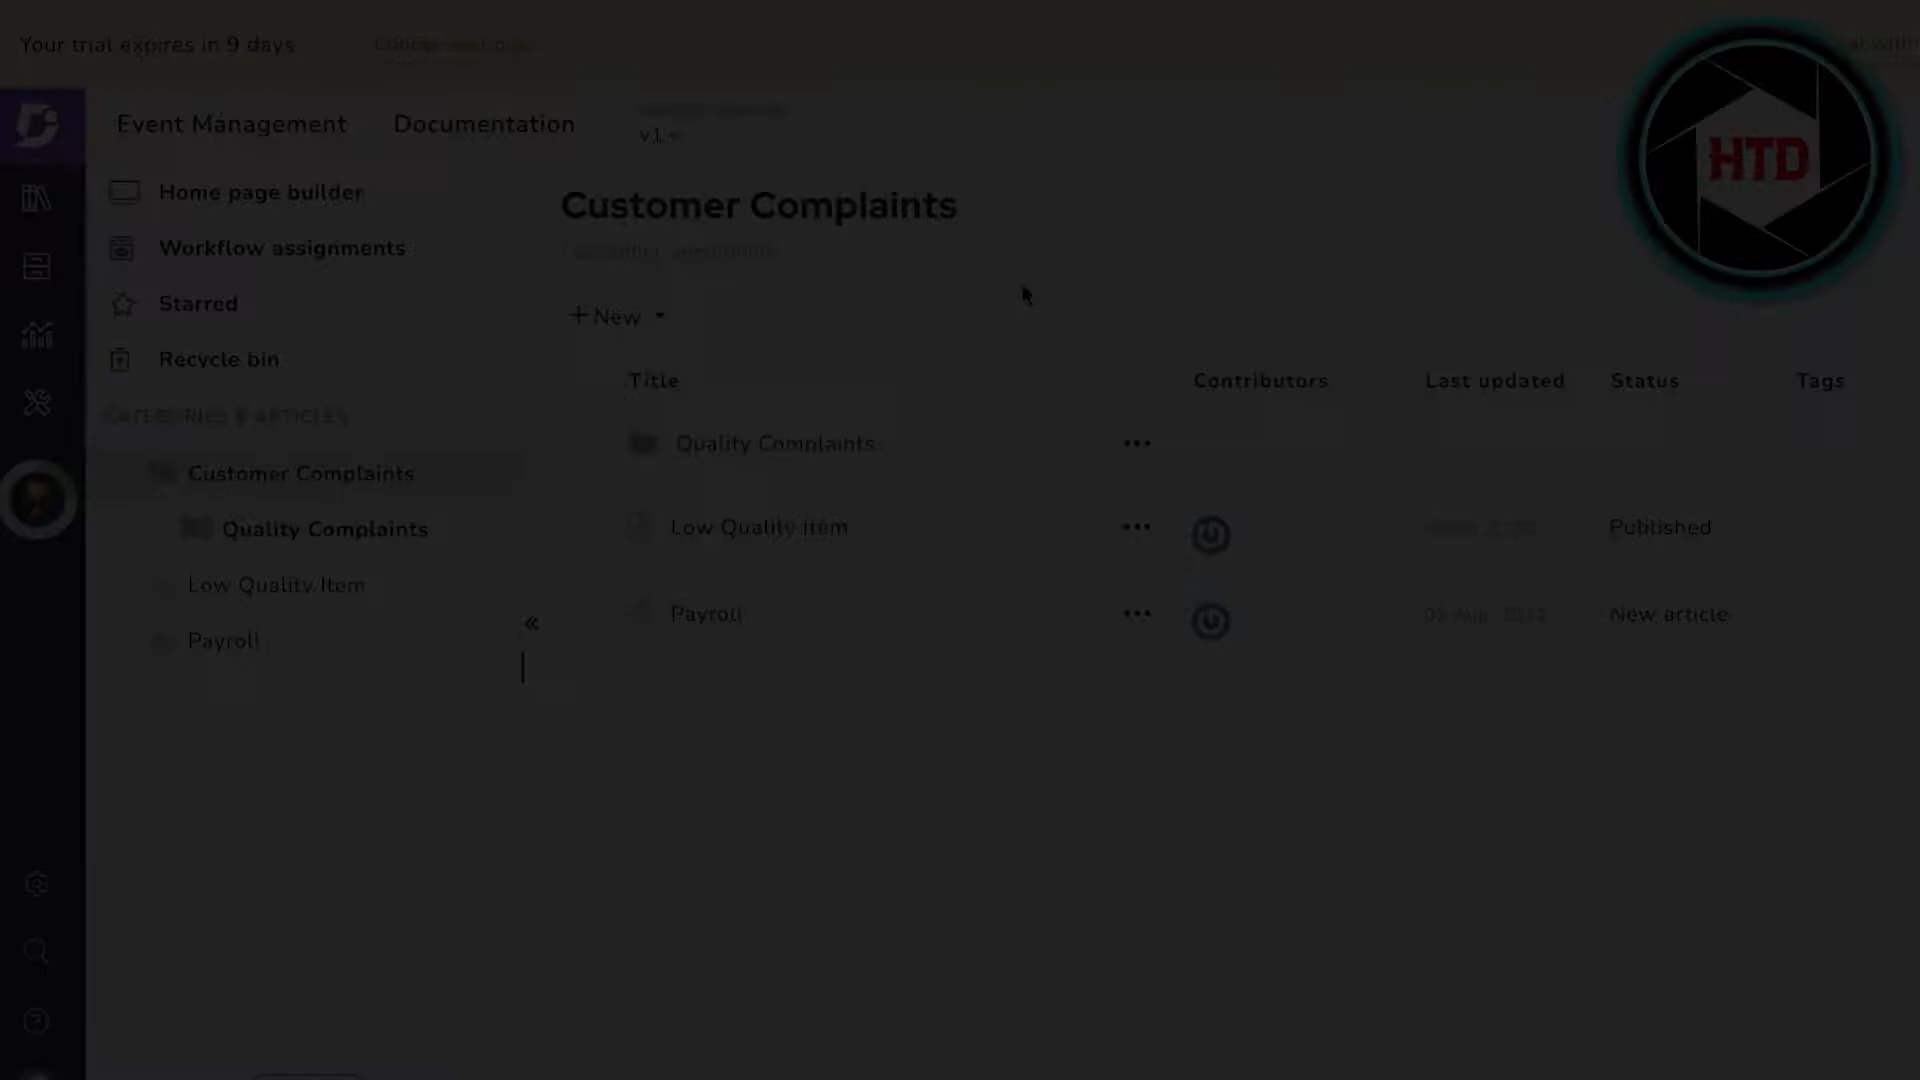 Your trial expires in 9 days
HTD
Event Management
Documentation
v1
Home page builder
Workflow assignments
Starred
Recycle bin
CATEGORIES & ARTICLES
Customer Complaints
Quality Complaints
Low Quality Item
Payroll
Customer Complaints
+ New
Title
Contributors
Last updated
Status
Tags
Quality Complaints
Low Quality Item
Published
Payroll
New article